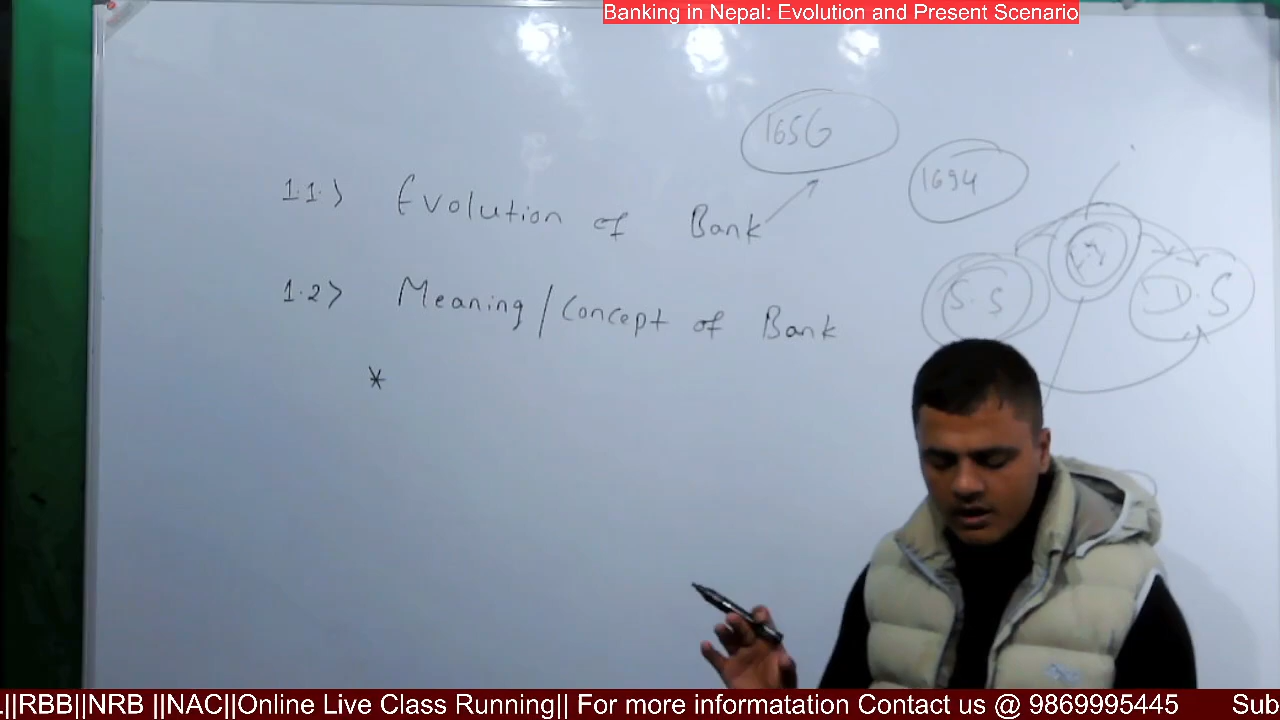 Banking in Nepal: Evolution and Present Scenario
1656
1694
1.1> Evolution of Bank
S.S
D.S
1.2> Meaning/Concept of Bank
*
.||RBB||NRB ||NAC||Online Live Class Running|| For more informatation Contact us @ 9869995445 Sub